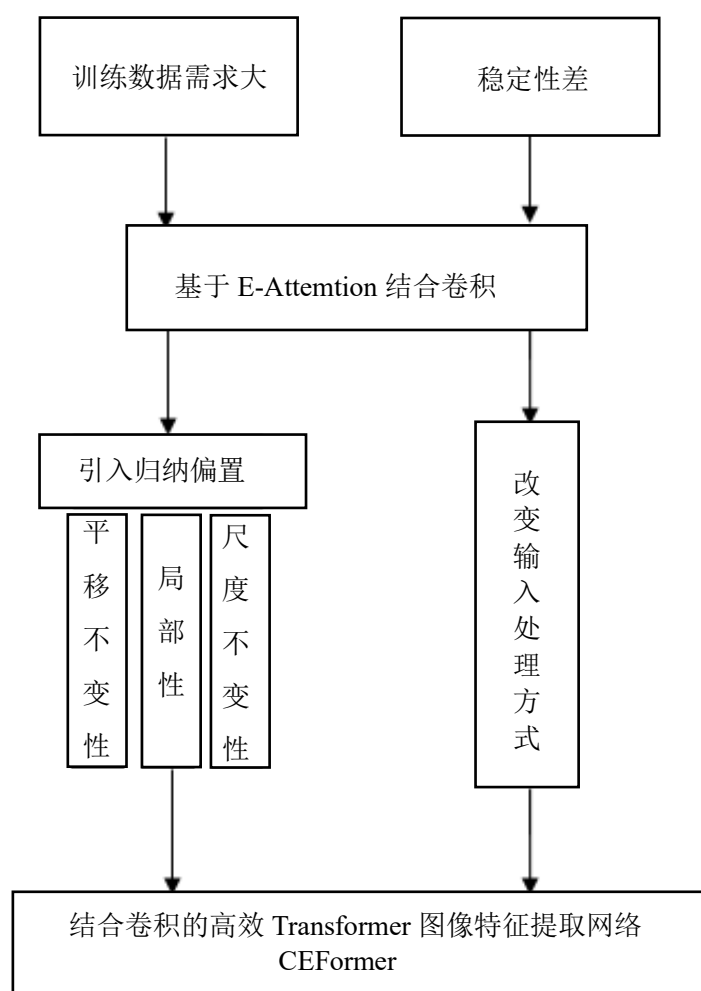 训练数据需求大
稳定性差
基于 E-Attemtion 结合卷积
引入归纳偏置
平移不变性
局部性
尺度不变性
改变输入处理方式
结合卷积的高效 Transformer 图像特征提取网络
CEFormer